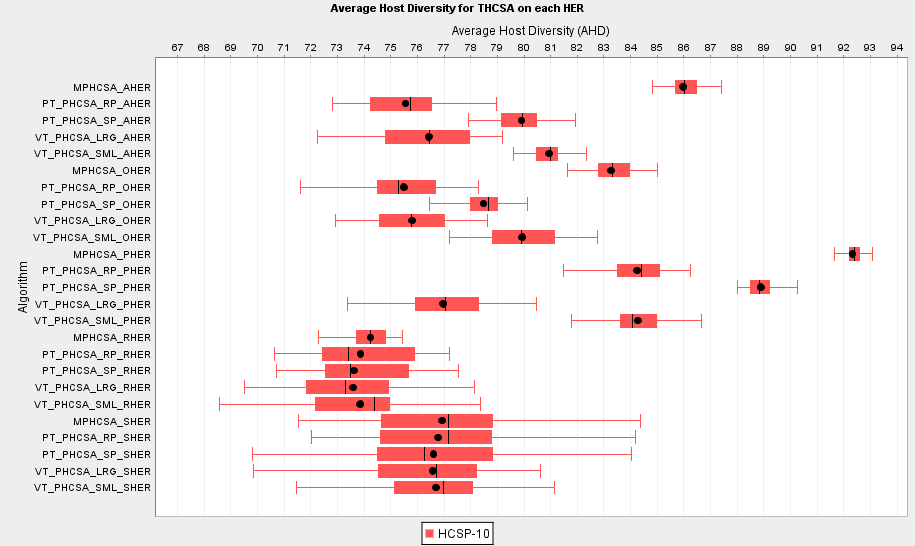 Average Host Diversity for THCSA on each HER
Average Host Diversity (AHD)
67 68 69 70 71 72 73 74 75 76 77 78 79 80 81 82 83 84 85 86 87 88 89 90 91 92 93 94
Algorithm
MPHCSA_AHER
PT_PHCSA_RP_AHER
PT_PHCSA_SP_AHER
VT_PHCSA_LRG_AHER
VT_PHCSA_SML_AHER
MPHCSA_OHER
PT_PHCSA_RP_OHER
PT_PHCSA_SP_OHER
VT_PHCSA_LRG_OHER
VT_PHCSA_SML_OHER
MPHCSA_PHER
PT_PHCSA_RP_PHER
PT_PHCSA_SP_PHER
VT_PHCSA_LRG_PHER
VT_PHCSA_SML_PHER
MPHCSA_RHER
PT_PHCSA_RP_RHER
PT_PHCSA_SP_RHER
VT_PHCSA_LRG_RHER
VT_PHCSA_SML_RHER
MPHCSA_SHER
PT_PHCSA_RP_SHER
PT_PHCSA_SP_SHER
VT_PHCSA_LRG_SHER
VT_PHCSA_SML_SHER
HCSP-10